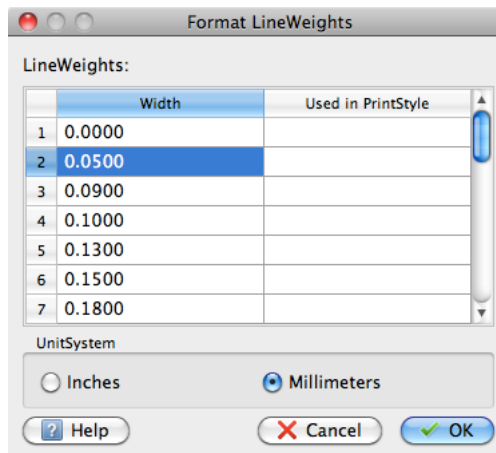 Format LineWeights
LineWeights:
Width Used in PrintStyle
1 0.0000
2 0.0500
3 0.0900
4 0.1000
5 0.1300
6 0.1500
7 0.1800
UnitSystem
Inches Millimeters
? Help Cancel OK